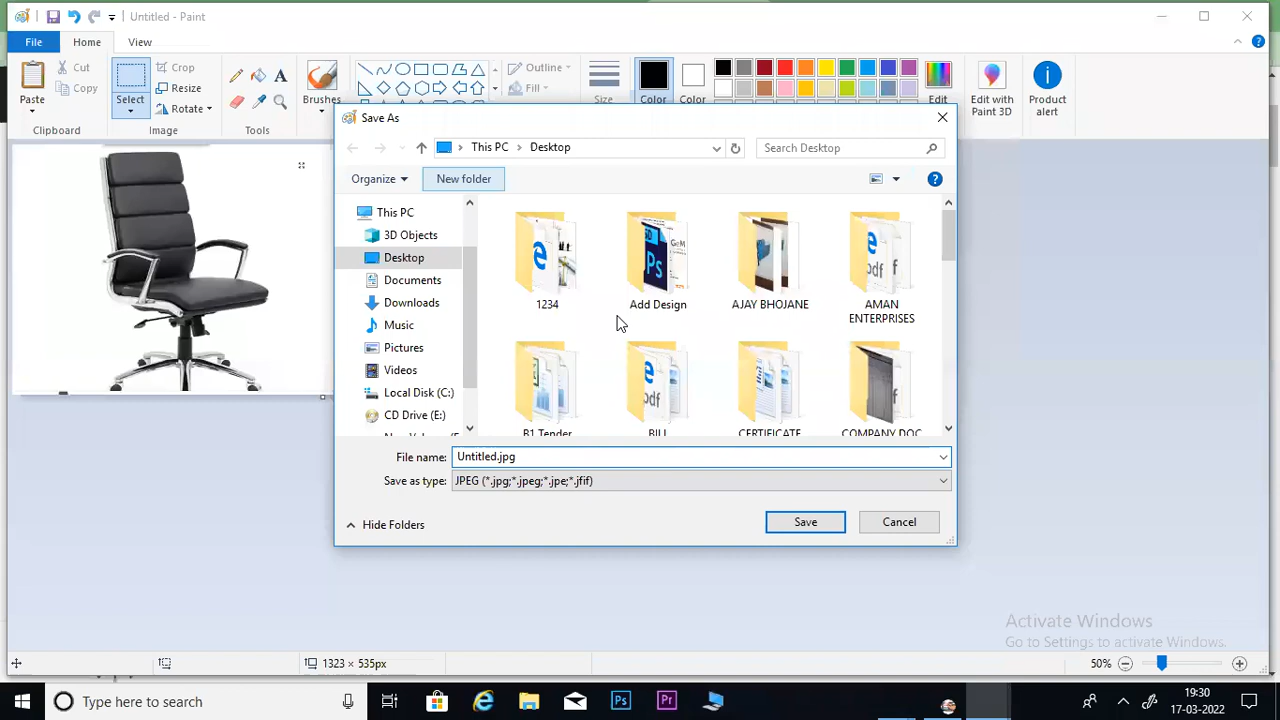 Untitled - Paint
File
Home
View
Paste
Cut
Copy
Clipboard
Select
Crop
Resize
Rotate
Image
Tools
Brushes
Outline
Fill
Size
Color
Color
Edit
Edit with
Paint 3D
Product
alert
Save As
This PC
Desktop
Search Desktop
Organize
New folder
This PC
3D Objects
Desktop
Documents
Downloads
Music
Pictures
Videos
Local Disk (C:)
CD Drive (E:)
1234
Add Design
AJAY BHOJANE
AMAN
ENTERPRISES
B1 Tender
BILL
CERTIFICATE
COMPANY DOC
File name:
Untitled.jpg
Save as type:
JPEG (*.jpg;*.jpeg;*.jpe;*.jfif)
Hide Folders
Save
Cancel
Activate Windows
Go to Settings to activate Windows.
1323 × 535px
50%
Type here to search
19:30
17-03-2022